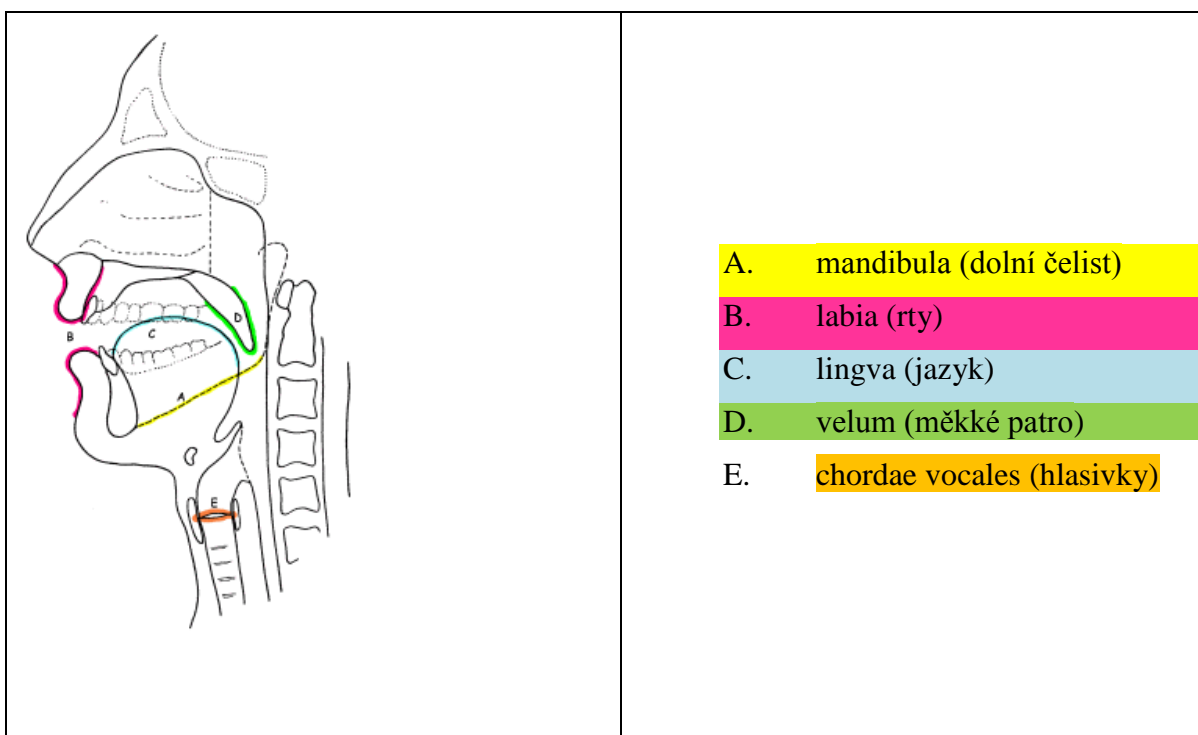 D
B
C
A
E
A. mandibula (dolní čelist)
B. labia (rty)
C. lingva (jazyk)
D. velum (měkké patro)
E. chordae vocales (hlasivky)